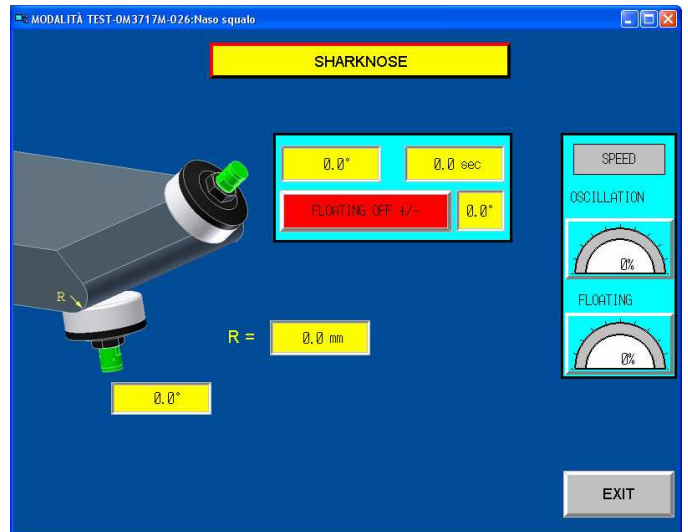 MODALITÀ TEST-0M3717M-026:Naso squalo
SHARKNOSE
0.0°
0.0 sec
FLOATING OFF +/-
0.0°
SPEED
OSCILLATION
0%
FLOATING
0%
R
R =
0.0 mm
0.0°
EXIT